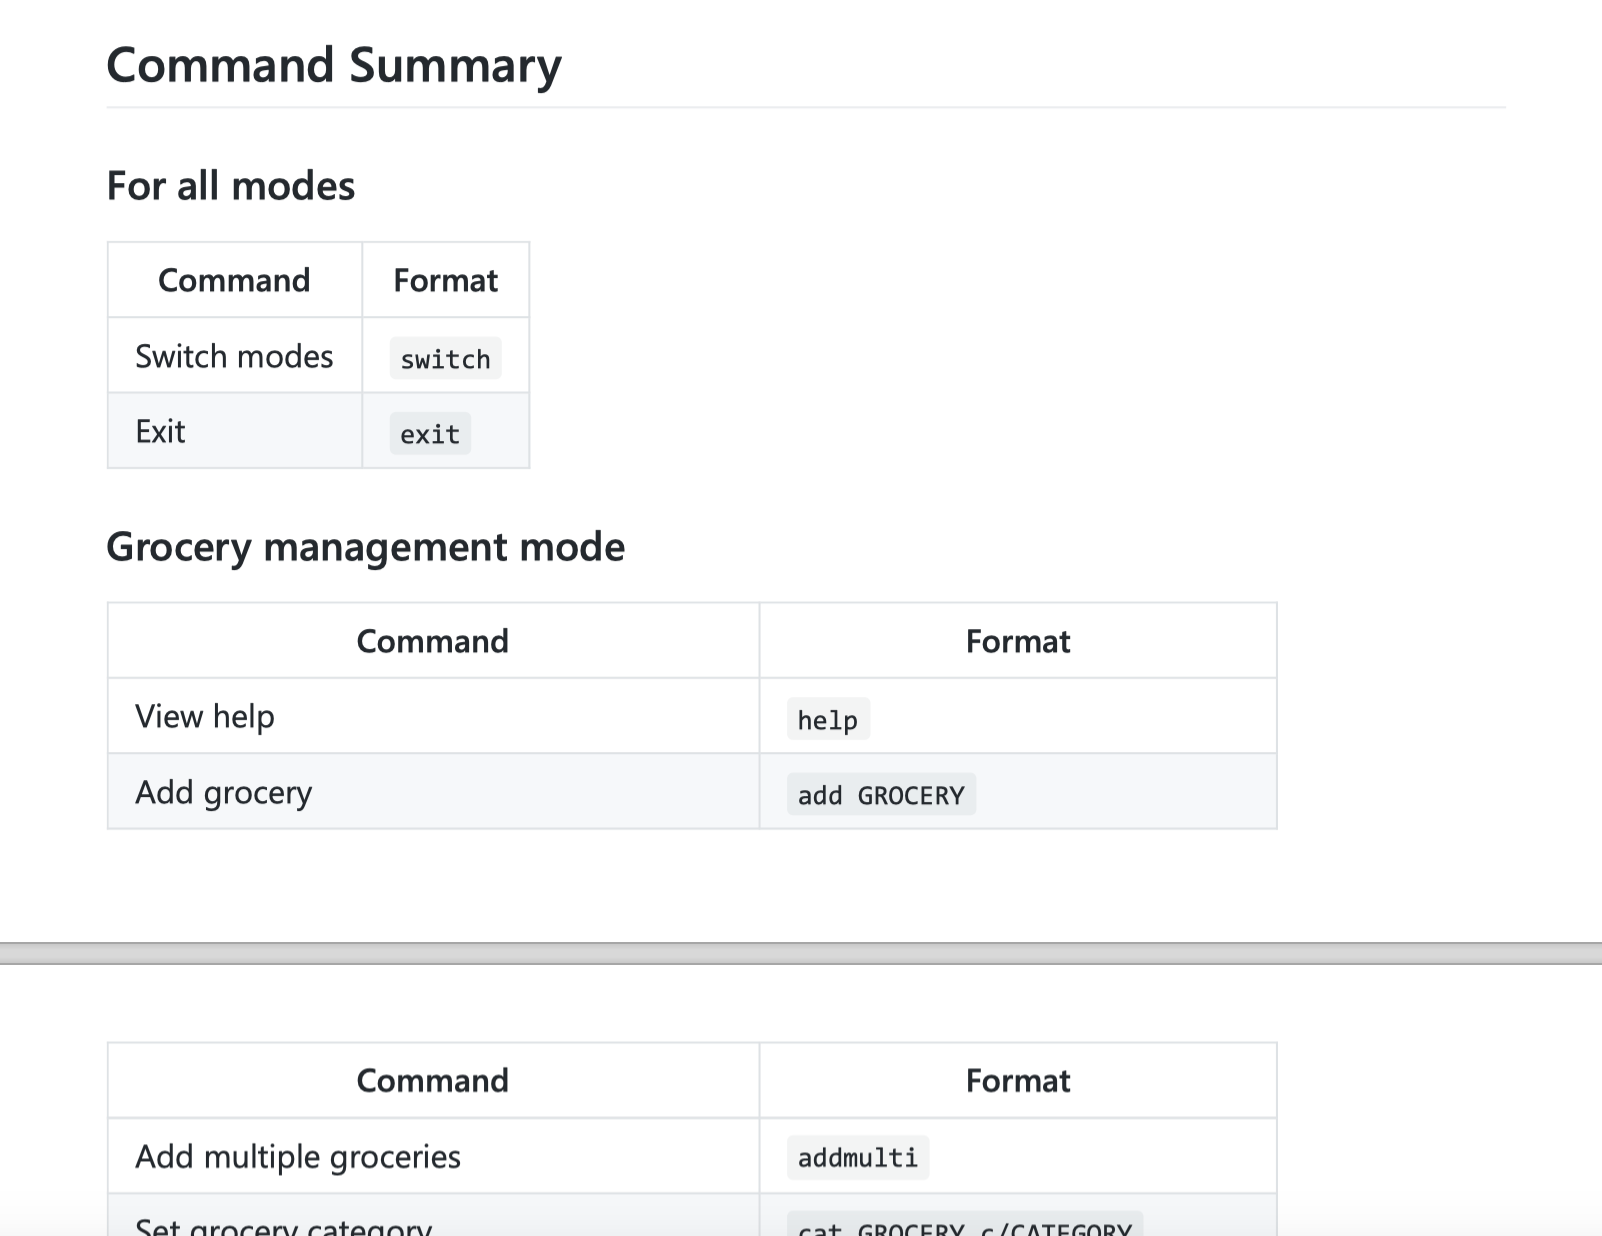 Command Summary
For all modes
Command Format
Switch modes switch
Exit exit
Grocery management mode
Command Format
View help help
Add grocery add GROCERY
Command Format
Add multiple groceries addmulti
Set grocery category cat GROCERY c/CATEGORY